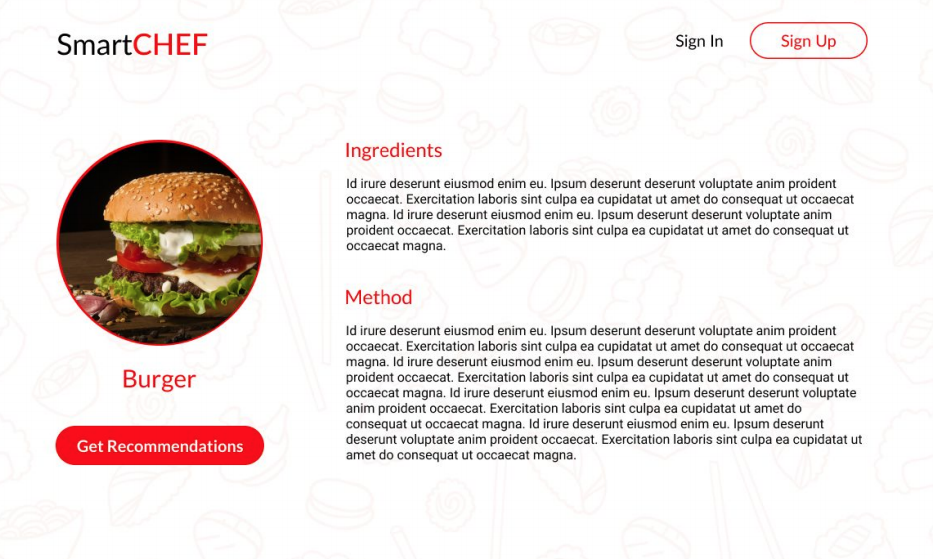 SmartCHEF
Sign In
Sign Up
Burger
Get Recommendations
Ingredients
Id irure deserunt eiusmod enim eu. Ipsum deserunt deserunt voluptate anim proident
occaecat. Exercitation laboris sint culpa ea cupidatat ut amet do consequat ut occaecat
magna. Id irure deserunt eiusmod enim eu. Ipsum deserunt deserunt voluptate anim
proident occaecat. Exercitation laboris sint culpa ea cupidatat ut amet do consequat ut
occaecat magna.
Method
Id irure deserunt eiusmod enim eu. Ipsum deserunt deserunt voluptate anim proident
occaecat. Exercitation laboris sint culpa ea cupidatat ut amet do consequat ut occaecat
magna. Id irure deserunt eiusmod enim eu. Ipsum deserunt deserunt voluptate anim
proident occaecat. Exercitation laboris sint culpa ea cupidatat ut amet do consequat ut
occaecat magna. Id irure deserunt eiusmod enim eu. Ipsum deserunt deserunt voluptate
anim proident occaecat. Exercitation laboris sint culpa ea cupidatat ut amet do
consequat ut occaecat magna. Id irure deserunt eiusmod enim eu. Ipsum deserunt
deserunt voluptate anim proident occaecat. Exercitation laboris sint culpa ea cupidatat ut
amet do consequat ut occaecat magna.